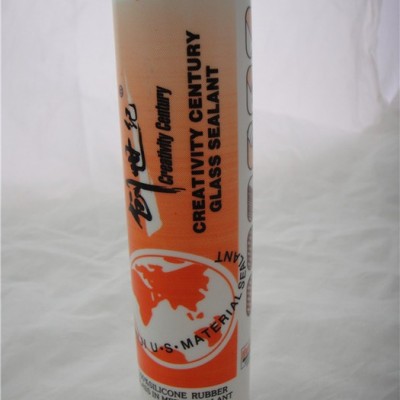 创世纪
®
Creativity Century
CREATIVITY CENTURY
GLASS SEALANT
U·S·MATERIAL SEALANT
SILICONE RUBBER